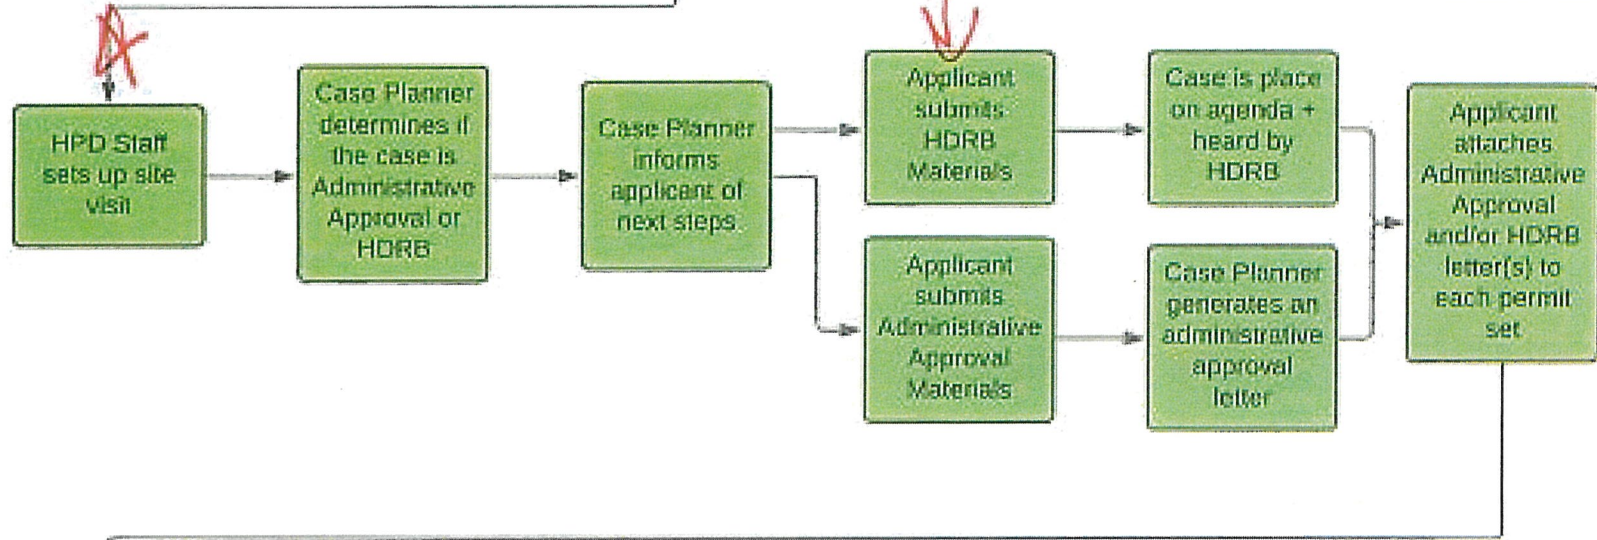 HPD Staff
sets up site
visit
Case Planner
determines if
the case is
Administrative
Approval or
HDRB
Case Planner
informs
applicant of
next steps
Applicant
submits
HDRB
Materials
Case is place
on agenda +
heard by
HDRB
Applicant
submits
Administrative
Approval
Materials
Case Planner
generates an
administrative
approval
letter
Applicant
attaches
Administrative
Approval
and/or HDRB
letter(s) to
each permit
set